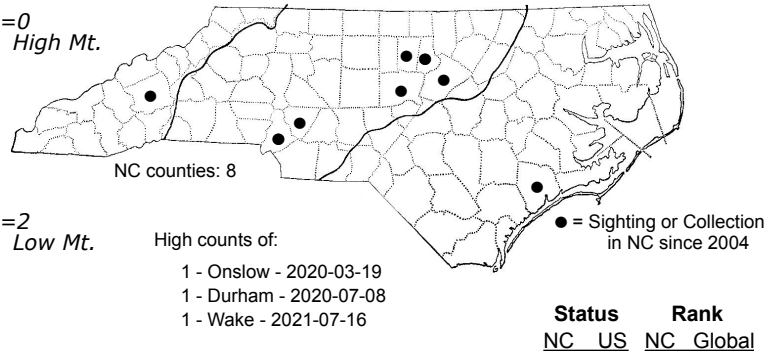 =0
High Mt.
NC counties: 8
=2
Low Mt.
High counts of:
1 - Onslow - 2020-03-19
1 - Durham - 2020-07-08
1 - Wake - 2021-07-16
● = Sighting or Collection
in NC since 2004
Status Rank
NC US NC Global